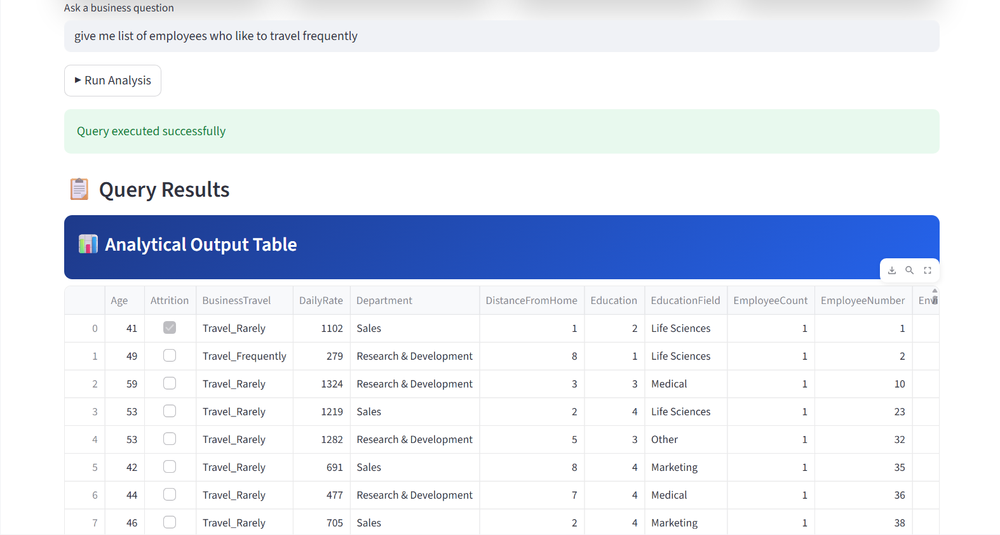 Ask a business question
give me list of employees who like to travel frequently
▶ Run Analysis
Query executed successfully
Query Results
Analytical Output Table
Age Attrition BusinessTravel DailyRate Department DistanceFromHome Education EducationField EmployeeCount EmployeeNumber Envi
0 41 Travel_Rarely 1102 Sales 1 2 Life Sciences 1 1
1 49 Travel_Frequently 279 Research & Development 8 1 Life Sciences 1 2
2 59 Travel_Rarely 1324 Research & Development 3 3 Medical 1 10
3 53 Travel_Rarely 1219 Sales 2 4 Life Sciences 1 23
4 53 Travel_Rarely 1282 Research & Development 5 3 Other 1 32
5 42 Travel_Rarely 691 Sales 8 4 Marketing 1 35
6 44 Travel_Rarely 477 Research & Development 7 4 Medical 1 36
7 46 Travel_Rarely 705 Sales 2 4 Marketing 1 38